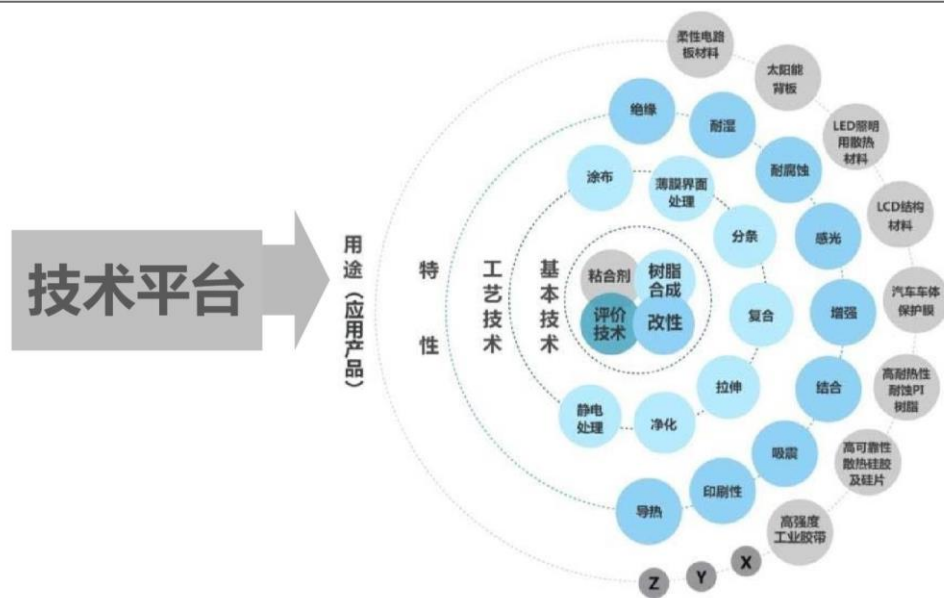 技术平台
用途（应用产品）
特性
工艺技术
基本技术
粘合剂
树脂
合成
评价
技术
改性
涂布
薄膜界面
处理
分条
复合
拉伸
净化
静电
处理
绝缘
耐湿
耐腐蚀
感光
增强
结合
吸震
印刷性
导热
柔性电路
板材料
太阳能
背板
LED照明
用散热
材料
LCD结构
材料
汽车车体
保护膜
高耐热性
耐蚀PI
树脂
高可靠性
散热硅胶
及硅片
高强度
工业胶带
X
Y
Z